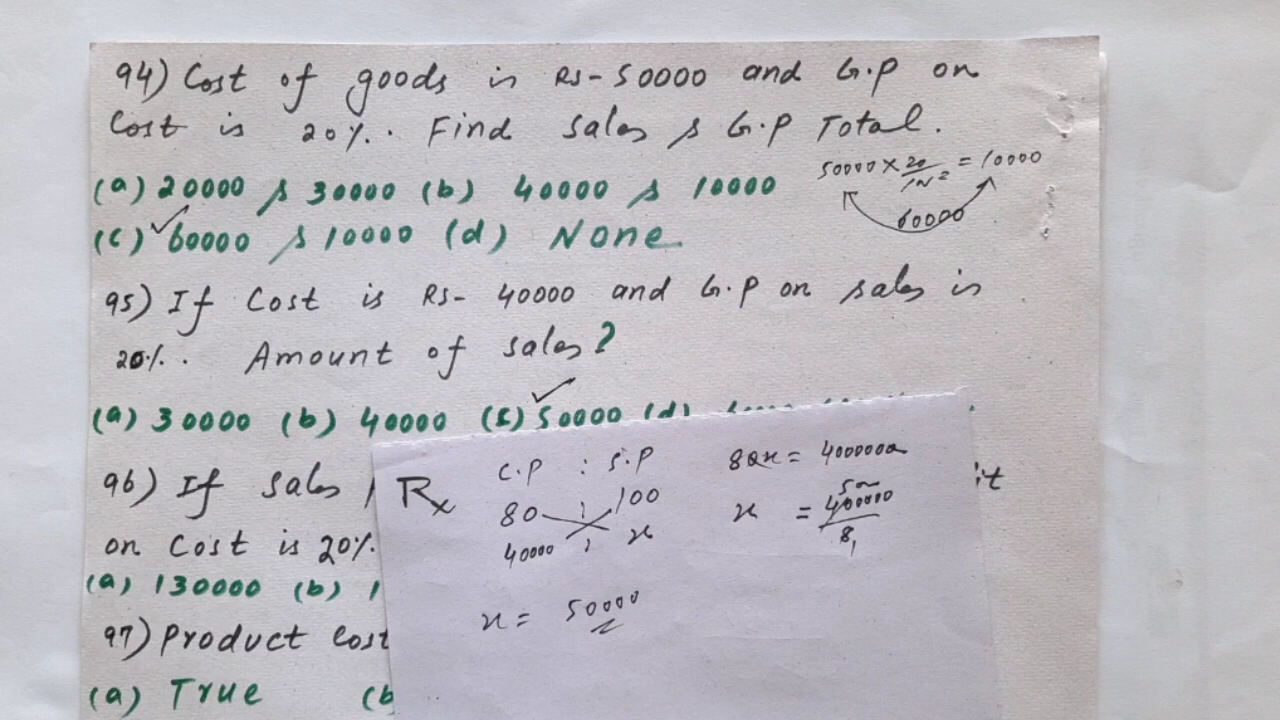 94) Cost of goods is Rs-50000 and G.P on
Cost is 20%. Find sales & G.P Total.
50000 × 20 = 10000
60000
(a) 20000 & 30000 (b) 40000 & 10000
(c) 60000 & 10000 (d) None
95) If Cost is RS- 40000 and G.P on sales is
20%. Amount of sales?
(a) 30000 (b) 40000 (c) 50000 (d)
96) If sales
on Cost is 20%.
(a) 130000 (b) 1
97) Product Cost
(a) True (b
Rx
C.P : S.P
80 : 100
40000 : x
x = 50000
80x = 4000000
x = 400000
50
8